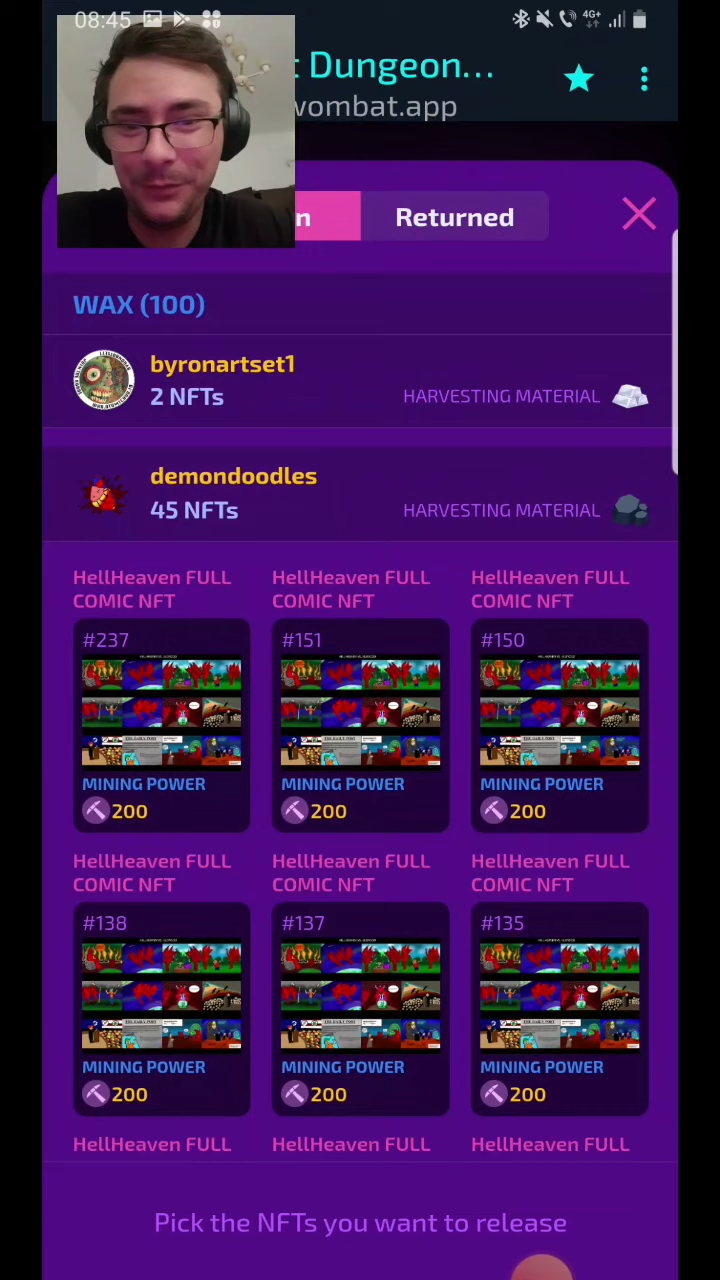 08:45
4G+
: Dungeon…
wombat.app
n
Returned
WAX (100)
byronartset1
2 NFTs
HARVESTING MATERIAL
demondoodles
45 NFTs
HARVESTING MATERIAL
HellHeaven FULL
COMIC NFT
HellHeaven FULL
COMIC NFT
HellHeaven FULL
COMIC NFT
#237
#151
#150
MINING POWER
MINING POWER
MINING POWER
200
200
200
HellHeaven FULL
COMIC NFT
HellHeaven FULL
COMIC NFT
HellHeaven FULL
COMIC NFT
#138
#137
#135
MINING POWER
MINING POWER
MINING POWER
200
200
200
HellHeaven FULL
HellHeaven FULL
HellHeaven FULL
Pick the NFTs you want to release